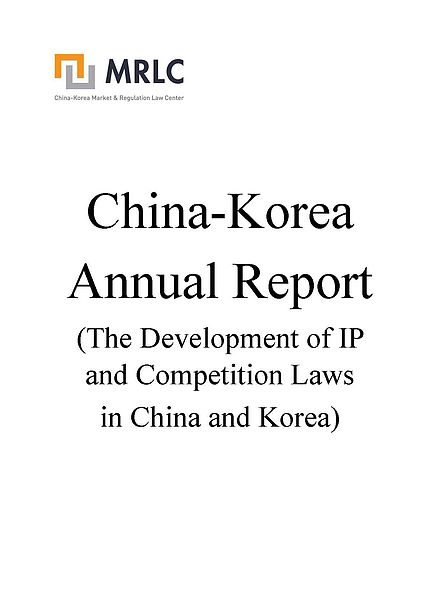 MRLC
China-Korea Market & Regulation Law Center
China-Korea
Annual Report
(The Development of IP
and Competition Laws
in China and Korea)